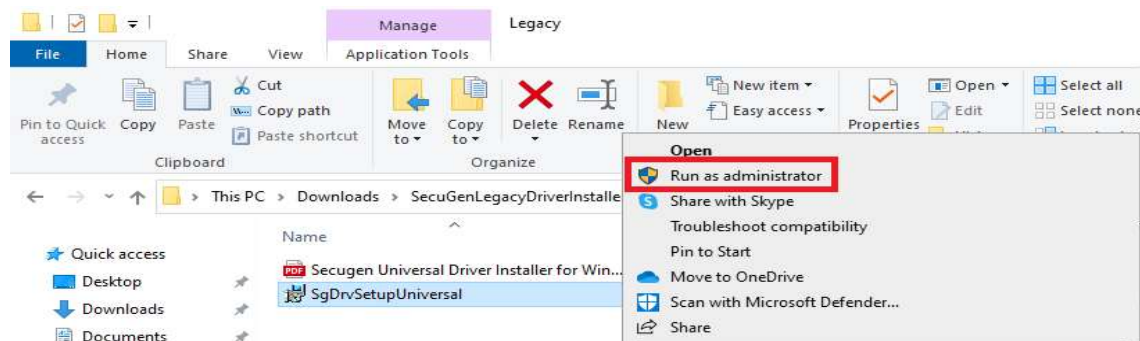 Manage
Legacy
File
Home
Share
View
Application Tools
Pin to Quick access
Copy
Paste
Cut
Copy path
Paste shortcut
Clipboard
Move to
Copy to
Delete
Rename
Organize
New
New item
Easy access
Properties
Open
Edit
Select all
Select none
This PC > Downloads > SecuGenLegacyDriverInstalle
Quick access
Desktop
Downloads
Documents
Name
Secugen Universal Driver Installer for Win...
SgDrvSetupUniversal
Open
Run as administrator
Share with Skype
Troubleshoot compatibility
Pin to Start
Move to OneDrive
Scan with Microsoft Defender...
Share